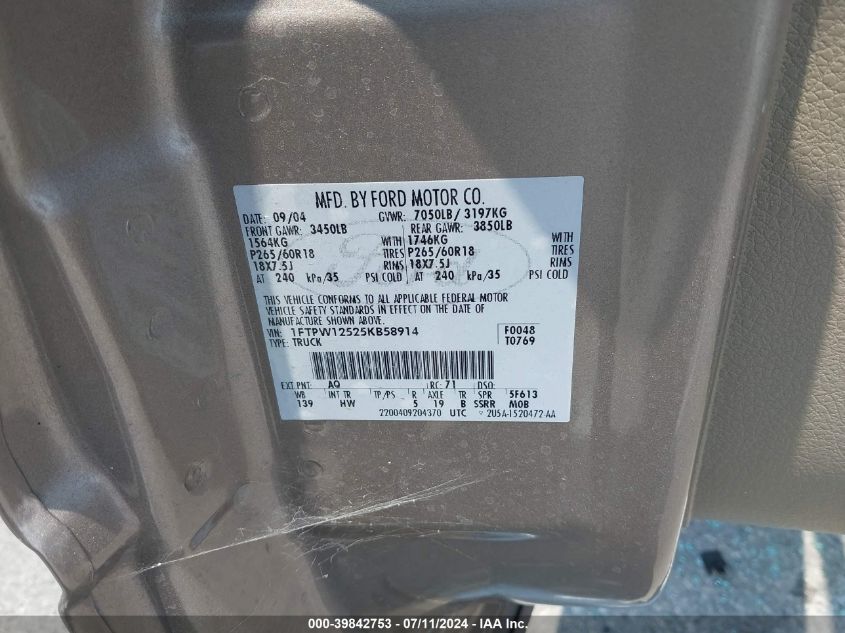 MFD. BY FORD MOTOR CO.
DATE: 09/04 GVWR: 7050LB/ 3197KG
FRONT GAWR: 3450LB REAR GAWR: 3850LB
1564KG WITH 1746KG WITH
P265/60R18 TIRES P265/60R18 TIRES
18X7.5J RIMS 18X7.5J RIMS
AT 240 kPa/35 PSI COLD AT 240 kPa/35 PSI COLD
THIS VEHICLE CONFORMS TO ALL APPLICABLE FEDERAL MOTOR
VEHICLE SAFETY STANDARDS IN EFFECT ON THE DATE OF
MANUFACTURE SHOWN ABOVE.
VIN: 1FTPW12525KB58914 F0048
TYPE: TRUCK T0769
EXT PNT: AQ RC: 71 DSO:
WB INT TR TP/PS R AXLE TR SPR 5F613
139 HW 5 19 B SSRR MOB
2200409204370 UTC 2U5A-1520472-AA
Ford
000-39842753 - 07/11/2024 - IAA Inc.